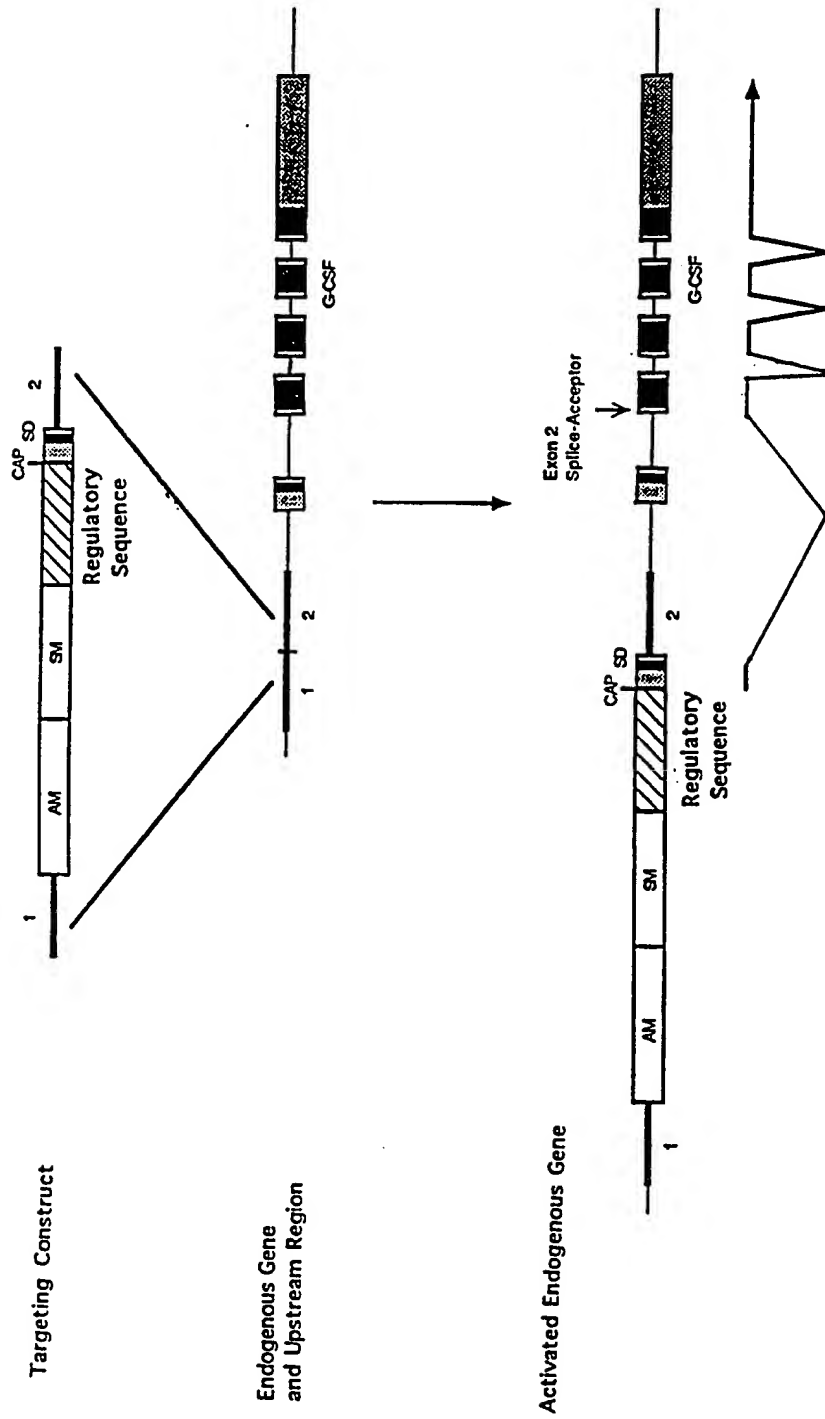 Targeting Construct
1
AM
SM
Regulatory
Sequence
CAP
SD
2
Endogenous Gene
and Upstream Region
1
2
G-CSF
Activated Endogenous Gene
1
AM
SM
Regulatory
Sequence
CAP
SD
2
Exon 2
Splice-Acceptor
G-CSF